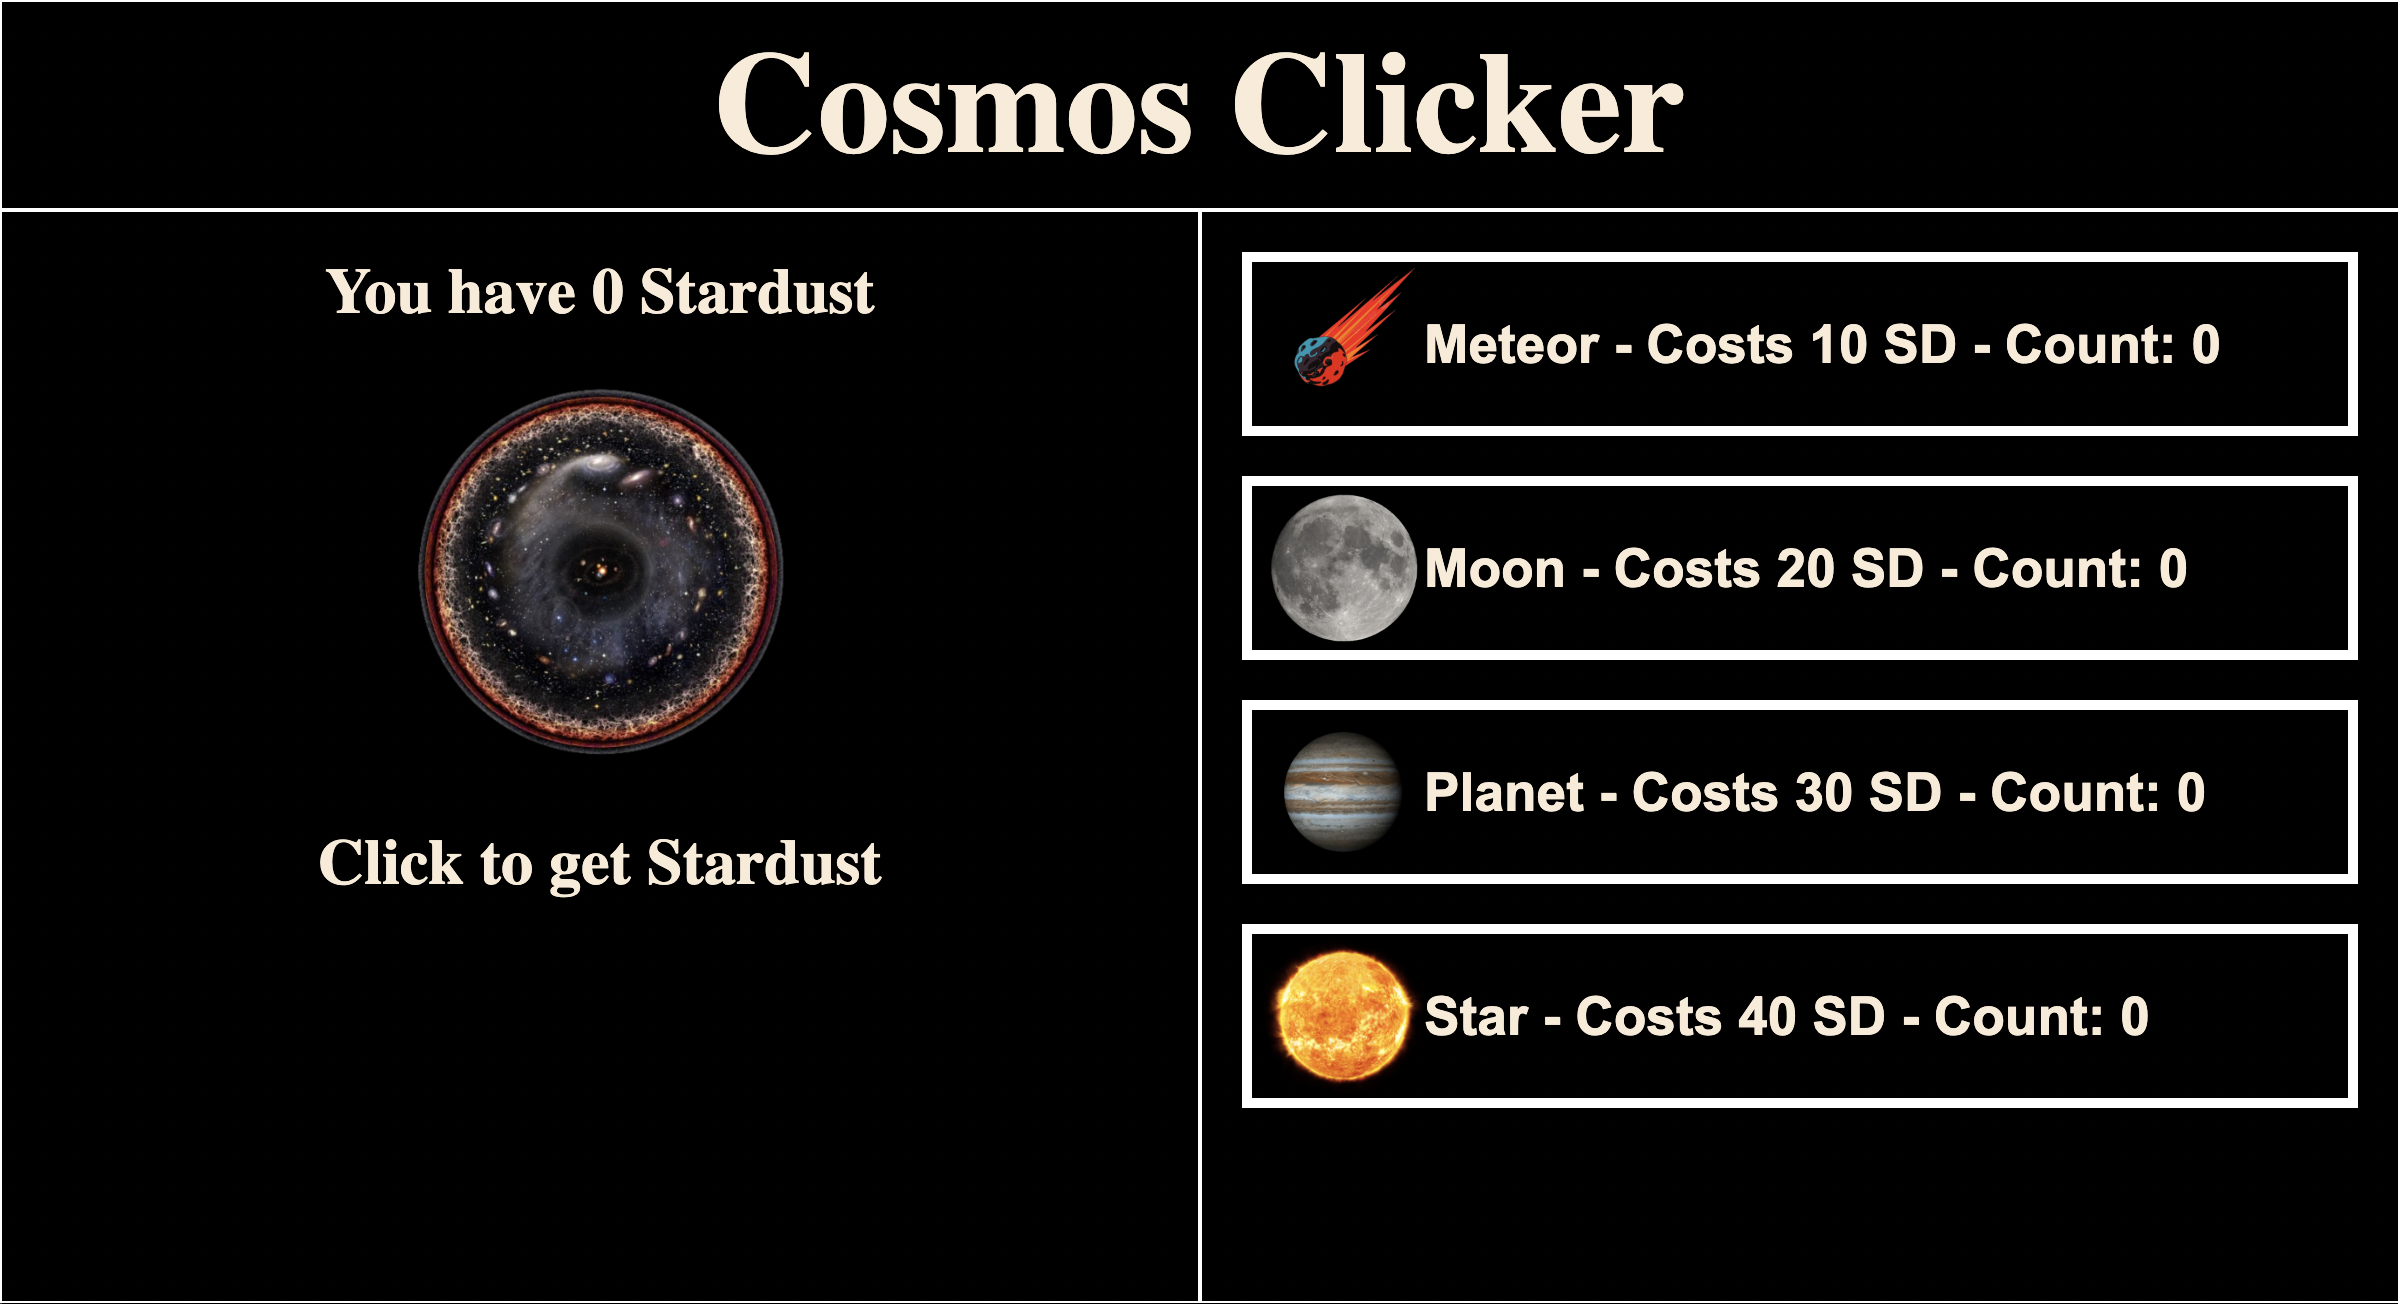 Cosmos Clicker
You have 0 Stardust
Click to get Stardust
Meteor - Costs 10 SD - Count: 0
Moon - Costs 20 SD - Count: 0
Planet - Costs 30 SD - Count: 0
Star - Costs 40 SD - Count: 0